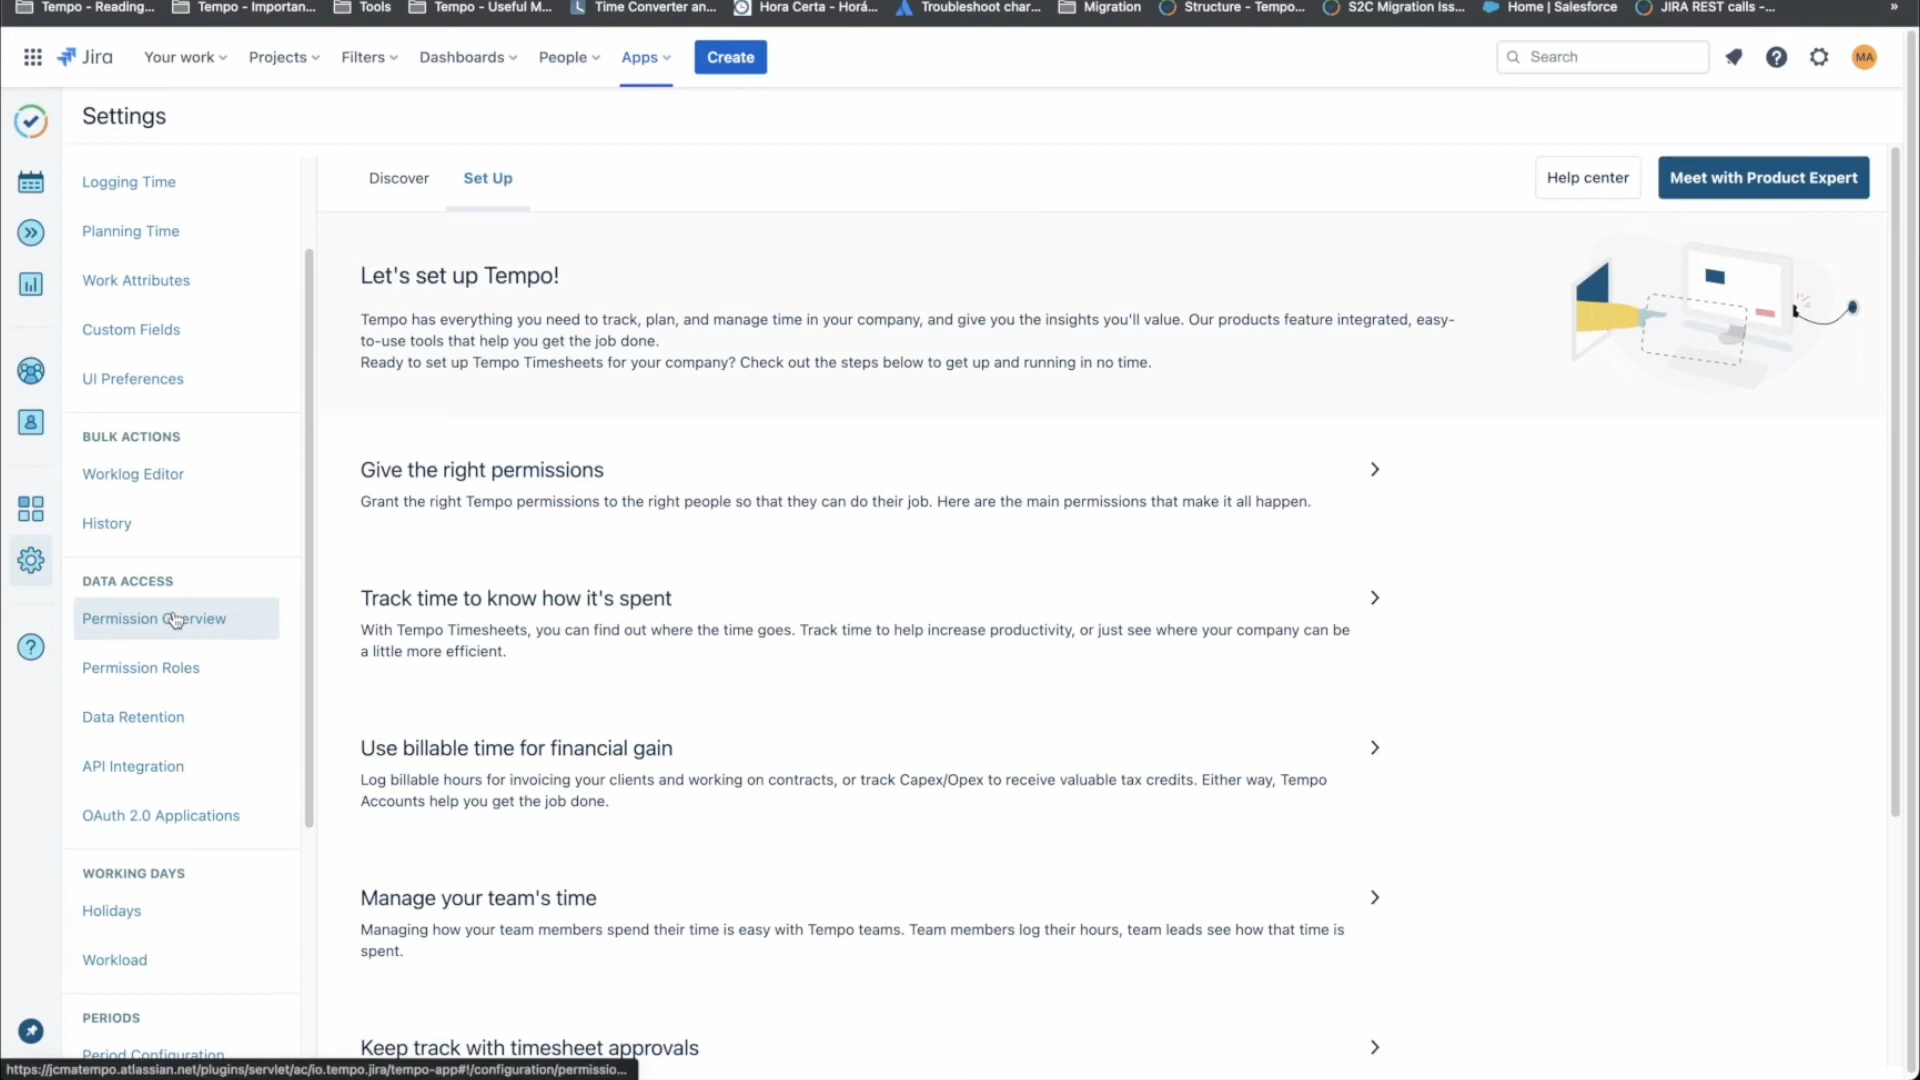 Tempo - Reading... Tempo - Importan... Tools Tempo - Useful M... Time Converter an... Hora Certa - Horá... Troubleshoot char... Migration Structure - Tempo... S2C Migration Iss... Home | Salesforce JIRA REST calls -... »
Jira Your work Projects Filters Dashboards People Apps Create Search MA
Settings
Logging Time
Planning Time
Work Attributes
Custom Fields
UI Preferences
BULK ACTIONS
Worklog Editor
History
DATA ACCESS
Permission Overview
Permission Roles
Data Retention
API Integration
OAuth 2.0 Applications
WORKING DAYS
Holidays
Workload
PERIODS
Period Configuration
Discover Set Up Help center Meet with Product Expert
Let's set up Tempo!
Tempo has everything you need to track, plan, and manage time in your company, and give you the insights you'll value. Our products feature integrated, easy-
to-use tools that help you get the job done.
Ready to set up Tempo Timesheets for your company? Check out the steps below to get up and running in no time.
Give the right permissions
Grant the right Tempo permissions to the right people so that they can do their job. Here are the main permissions that make it all happen.
Track time to know how it's spent
With Tempo Timesheets, you can find out where the time goes. Track time to help increase productivity, or just see where your company can be
a little more efficient.
Use billable time for financial gain
Log billable hours for invoicing your clients and working on contracts, or track Capex/Opex to receive valuable tax credits. Either way, Tempo
Accounts help you get the job done.
Manage your team's time
Managing how your team members spend their time is easy with Tempo teams. Team members log their hours, team leads see how that time is
spent.
Keep track with timesheet approvals
https://jcmatempo.atlassian.net/plugins/servlet/ac/io.tempo.jira/tempo-app#!/configuration/permissio...